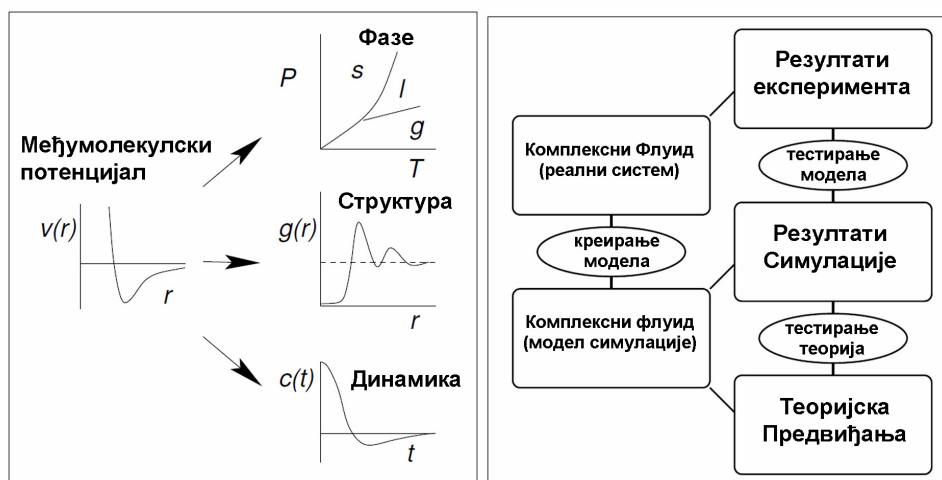 Фазе
P
s
l
g
T
Међумолекулски
потенцијал
v(r)
r
Структура
g(r)
r
c(t)
Динамика
t
Резултати
експеримента
Комплексни Флуид
(реални систем)
тестирање
модела
креирање
модела
Резултати
Симулације
Комплексни флуид
(модел симулације)
тестирање
теорија
Теоријска
Предвиђања